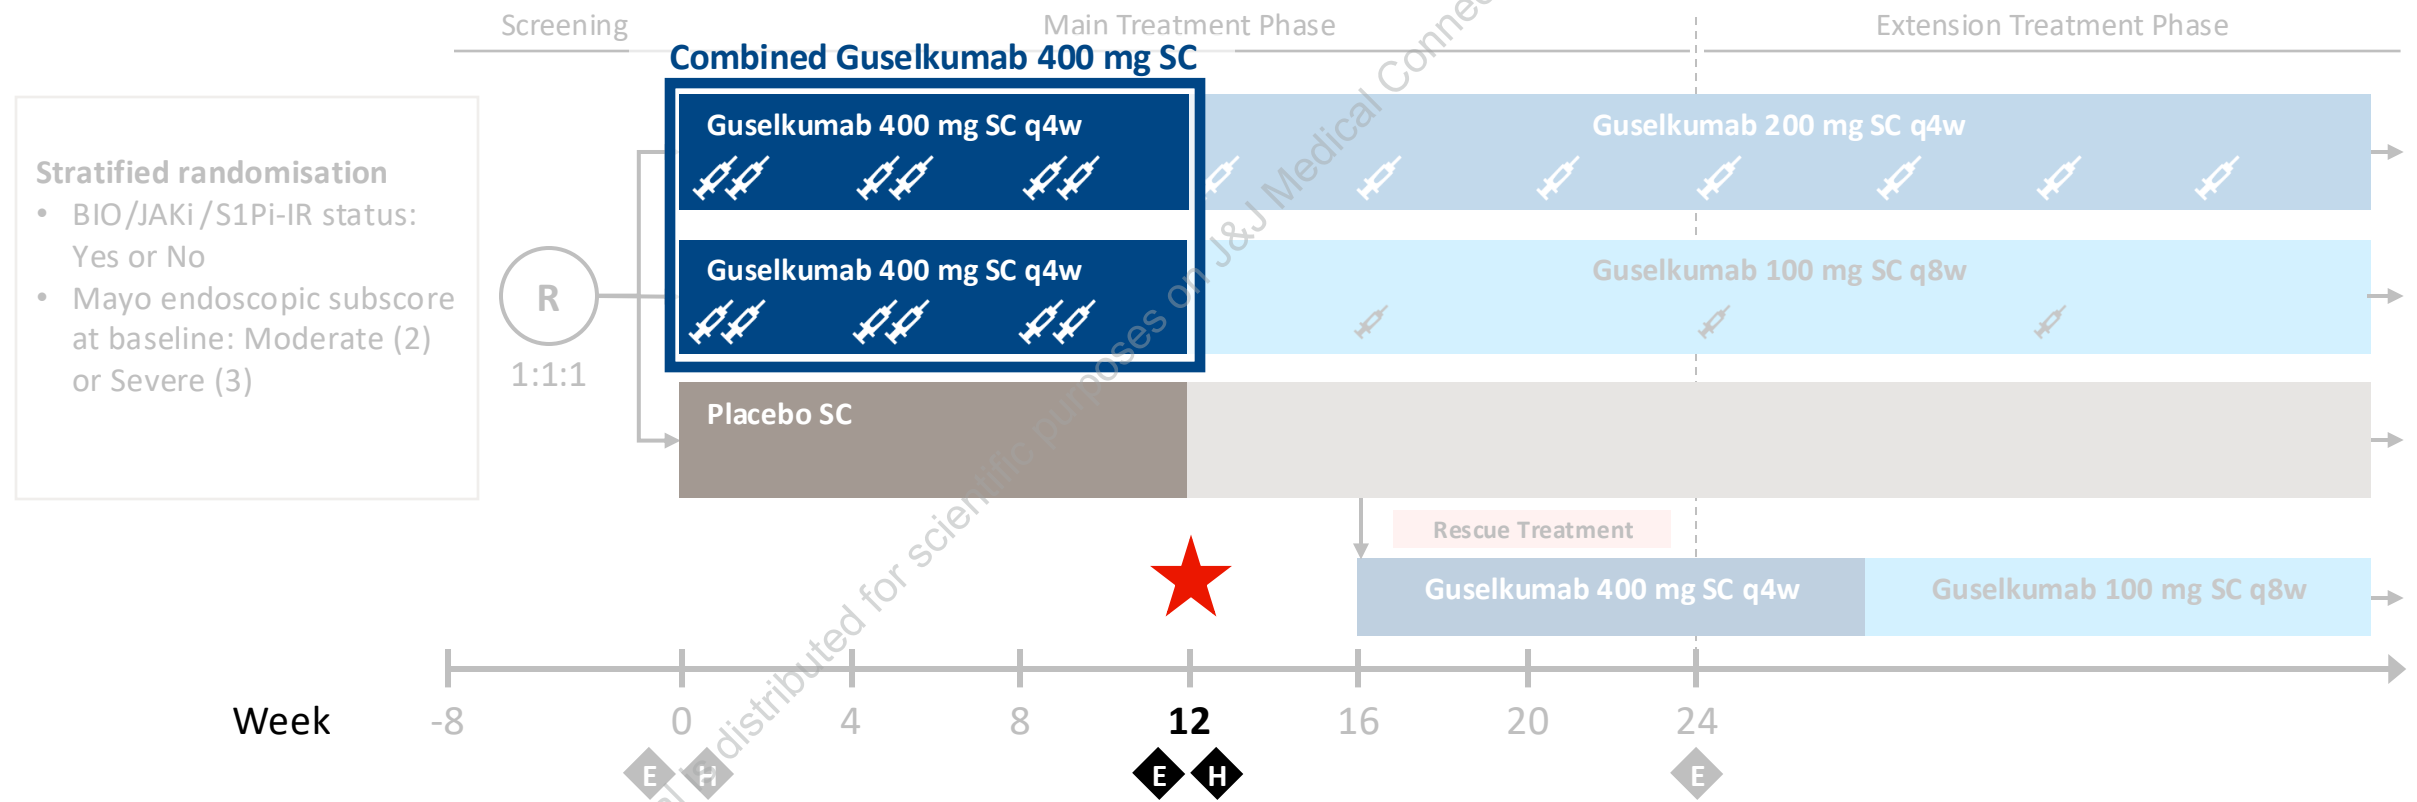 Screening
Main Treatment Phase
Extension Treatment Phase
Combined Guselkumab 400 mg SC
Stratified randomisation
• BIO/JAKi/S1Pi-IR status:
Yes or No
• Mayo endoscopic subscore
at baseline: Moderate (2)
or Severe (3)
R
1:1:1
Guselkumab 400 mg SC q4w
Guselkumab 200 mg SC q4w
Guselkumab 400 mg SC q4w
Guselkumab 100 mg SC q8w
Placebo SC
Rescue Treatment
Guselkumab 400 mg SC q4w
Guselkumab 100 mg SC q8w
Week
-8 0 4 8 12 16 20 24
E H E H E
is distributed for scientific purposes on J&J Medical